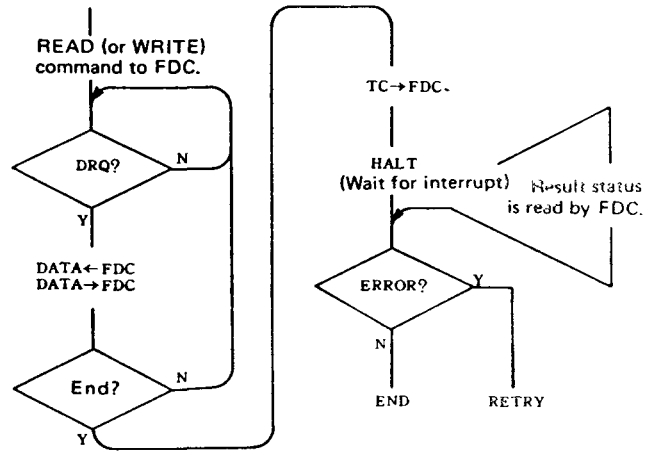 READ (or WRITE)
command to FDC.
DRQ?
N
Y
DATA←FDC
DATA→FDC
End?
N
Y
TC→FDC.
HALT
(Wait for interrupt)
Result status
is read by FDC.
ERROR?
Y
N
END
RETRY